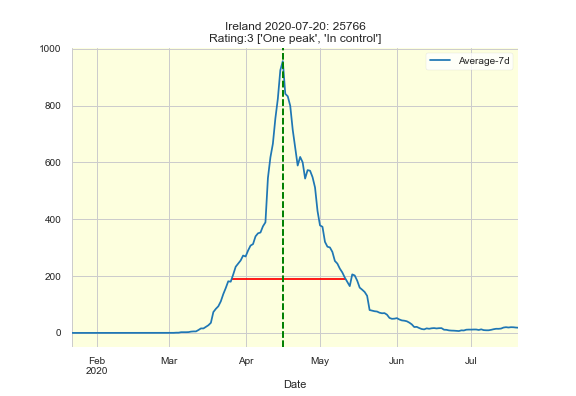 Ireland 2020-07-20: 25766
Rating:3 ['One peak', 'In control']
Average-7d
1000
800
600
400
200
0
Feb
2020
Mar
Apr
May
Jun
Jul
Date